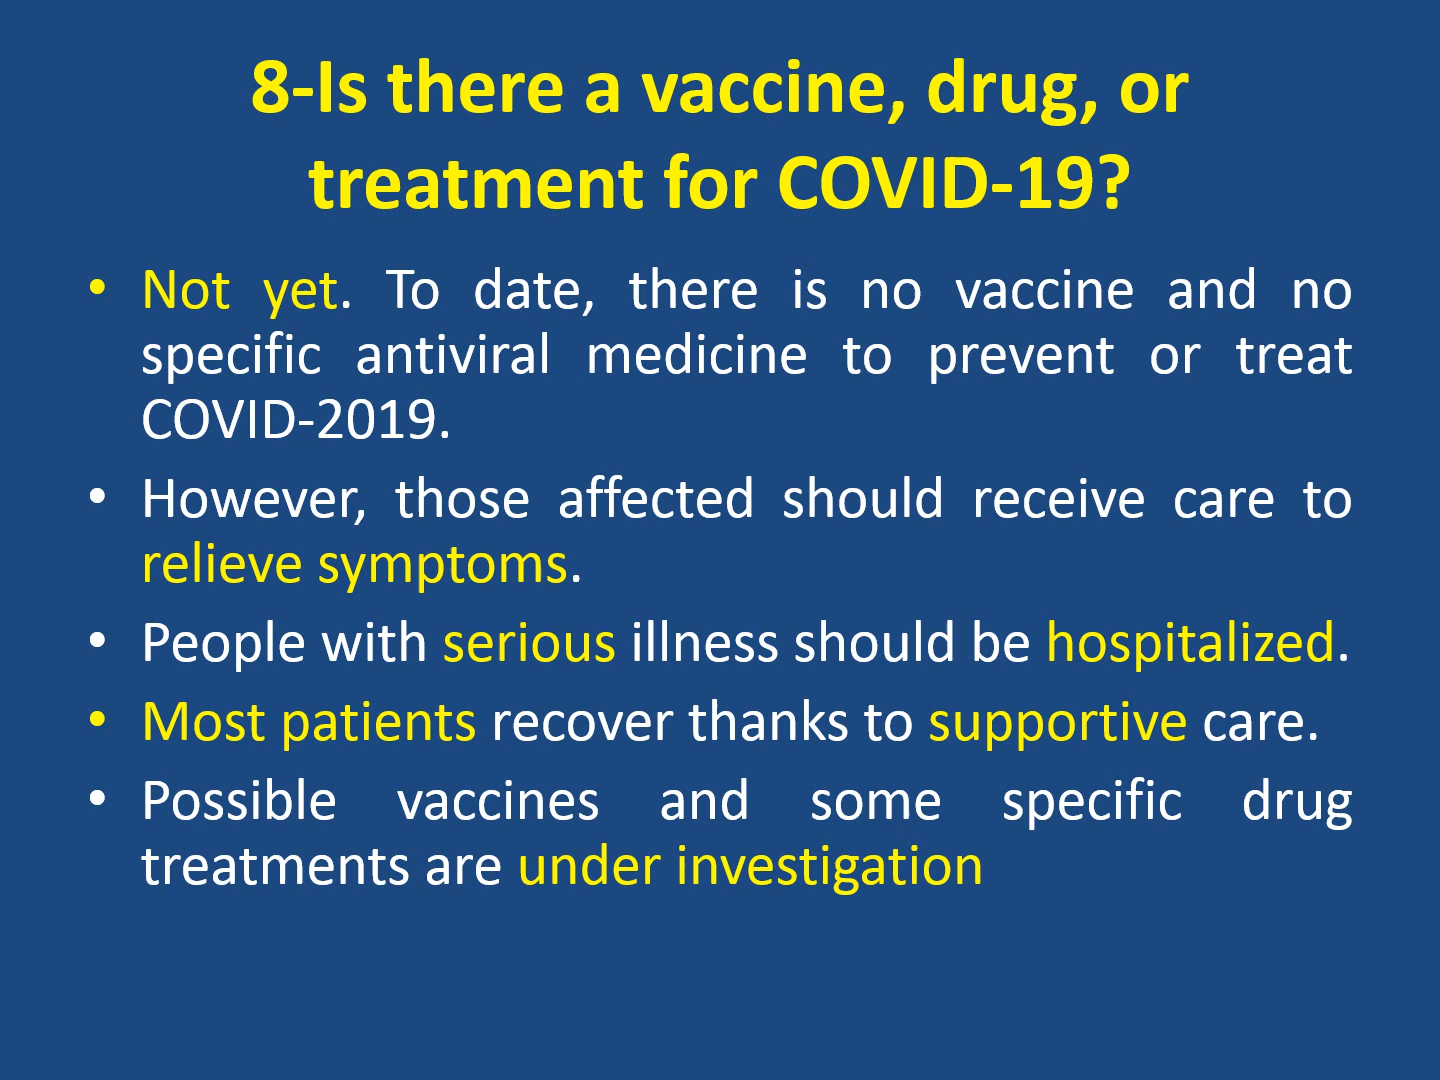 8-Is there a vaccine, drug, or
treatment for COVID-19?
• Not yet. To date, there is no vaccine and no
specific antiviral medicine to prevent or treat
COVID-2019.
• However, those affected should receive care to
relieve symptoms.
• People with serious illness should be hospitalized.
• Most patients recover thanks to supportive care.
• Possible vaccines and some specific drug
treatments are under investigation